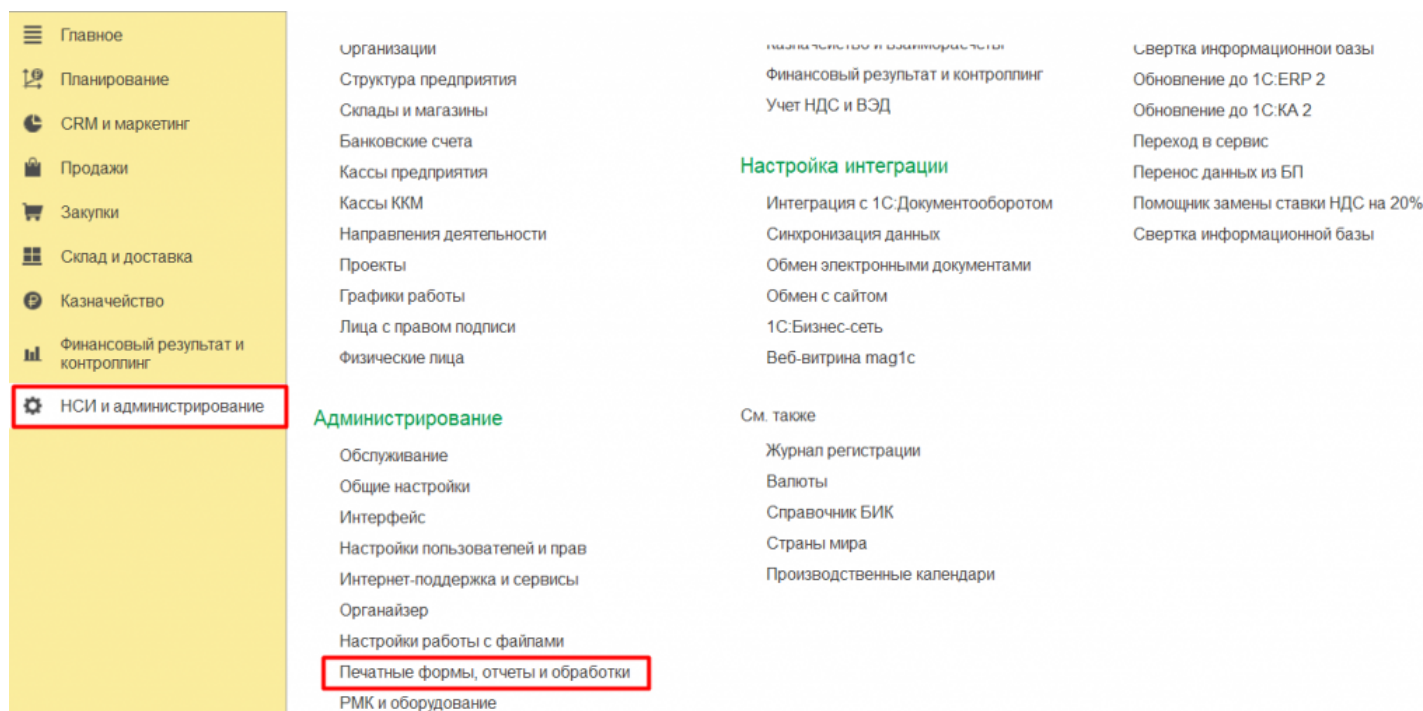 Главное
Планирование
CRM и маркетинг
Продажи
Закупки
Склад и доставка
Казначейство
Финансовый результат и
контроллинг
НСИ и администрирование
Организации
Структура предприятия
Склады и магазины
Банковские счета
Кассы предприятия
Кассы ККМ
Направления деятельности
Проекты
Графики работы
Лица с правом подписи
Физические лица
Администрирование
Обслуживание
Общие настройки
Интерфейс
Настройки пользователей и прав
Интернет-поддержка и сервисы
Органайзер
Настройки работы с файлами
Печатные формы, отчеты и обработки
РМК и оборудование
Казначейство и взаиморасчеты
Финансовый результат и контроллинг
Учет НДС и ВЭД
Настройка интеграции
Интеграция с 1С:Документооборотом
Синхронизация данных
Обмен электронными документами
Обмен с сайтом
1С:Бизнес-сеть
Веб-витрина mag1c
См. также
Журнал регистрации
Валюты
Справочник БИК
Страны мира
Производственные календари
Свертка информационной базы
Обновление до 1С:ERP 2
Обновление до 1С:КА 2
Переход в сервис
Перенос данных из БП
Помощник замены ставки НДС на 20%
Свертка информационной базы